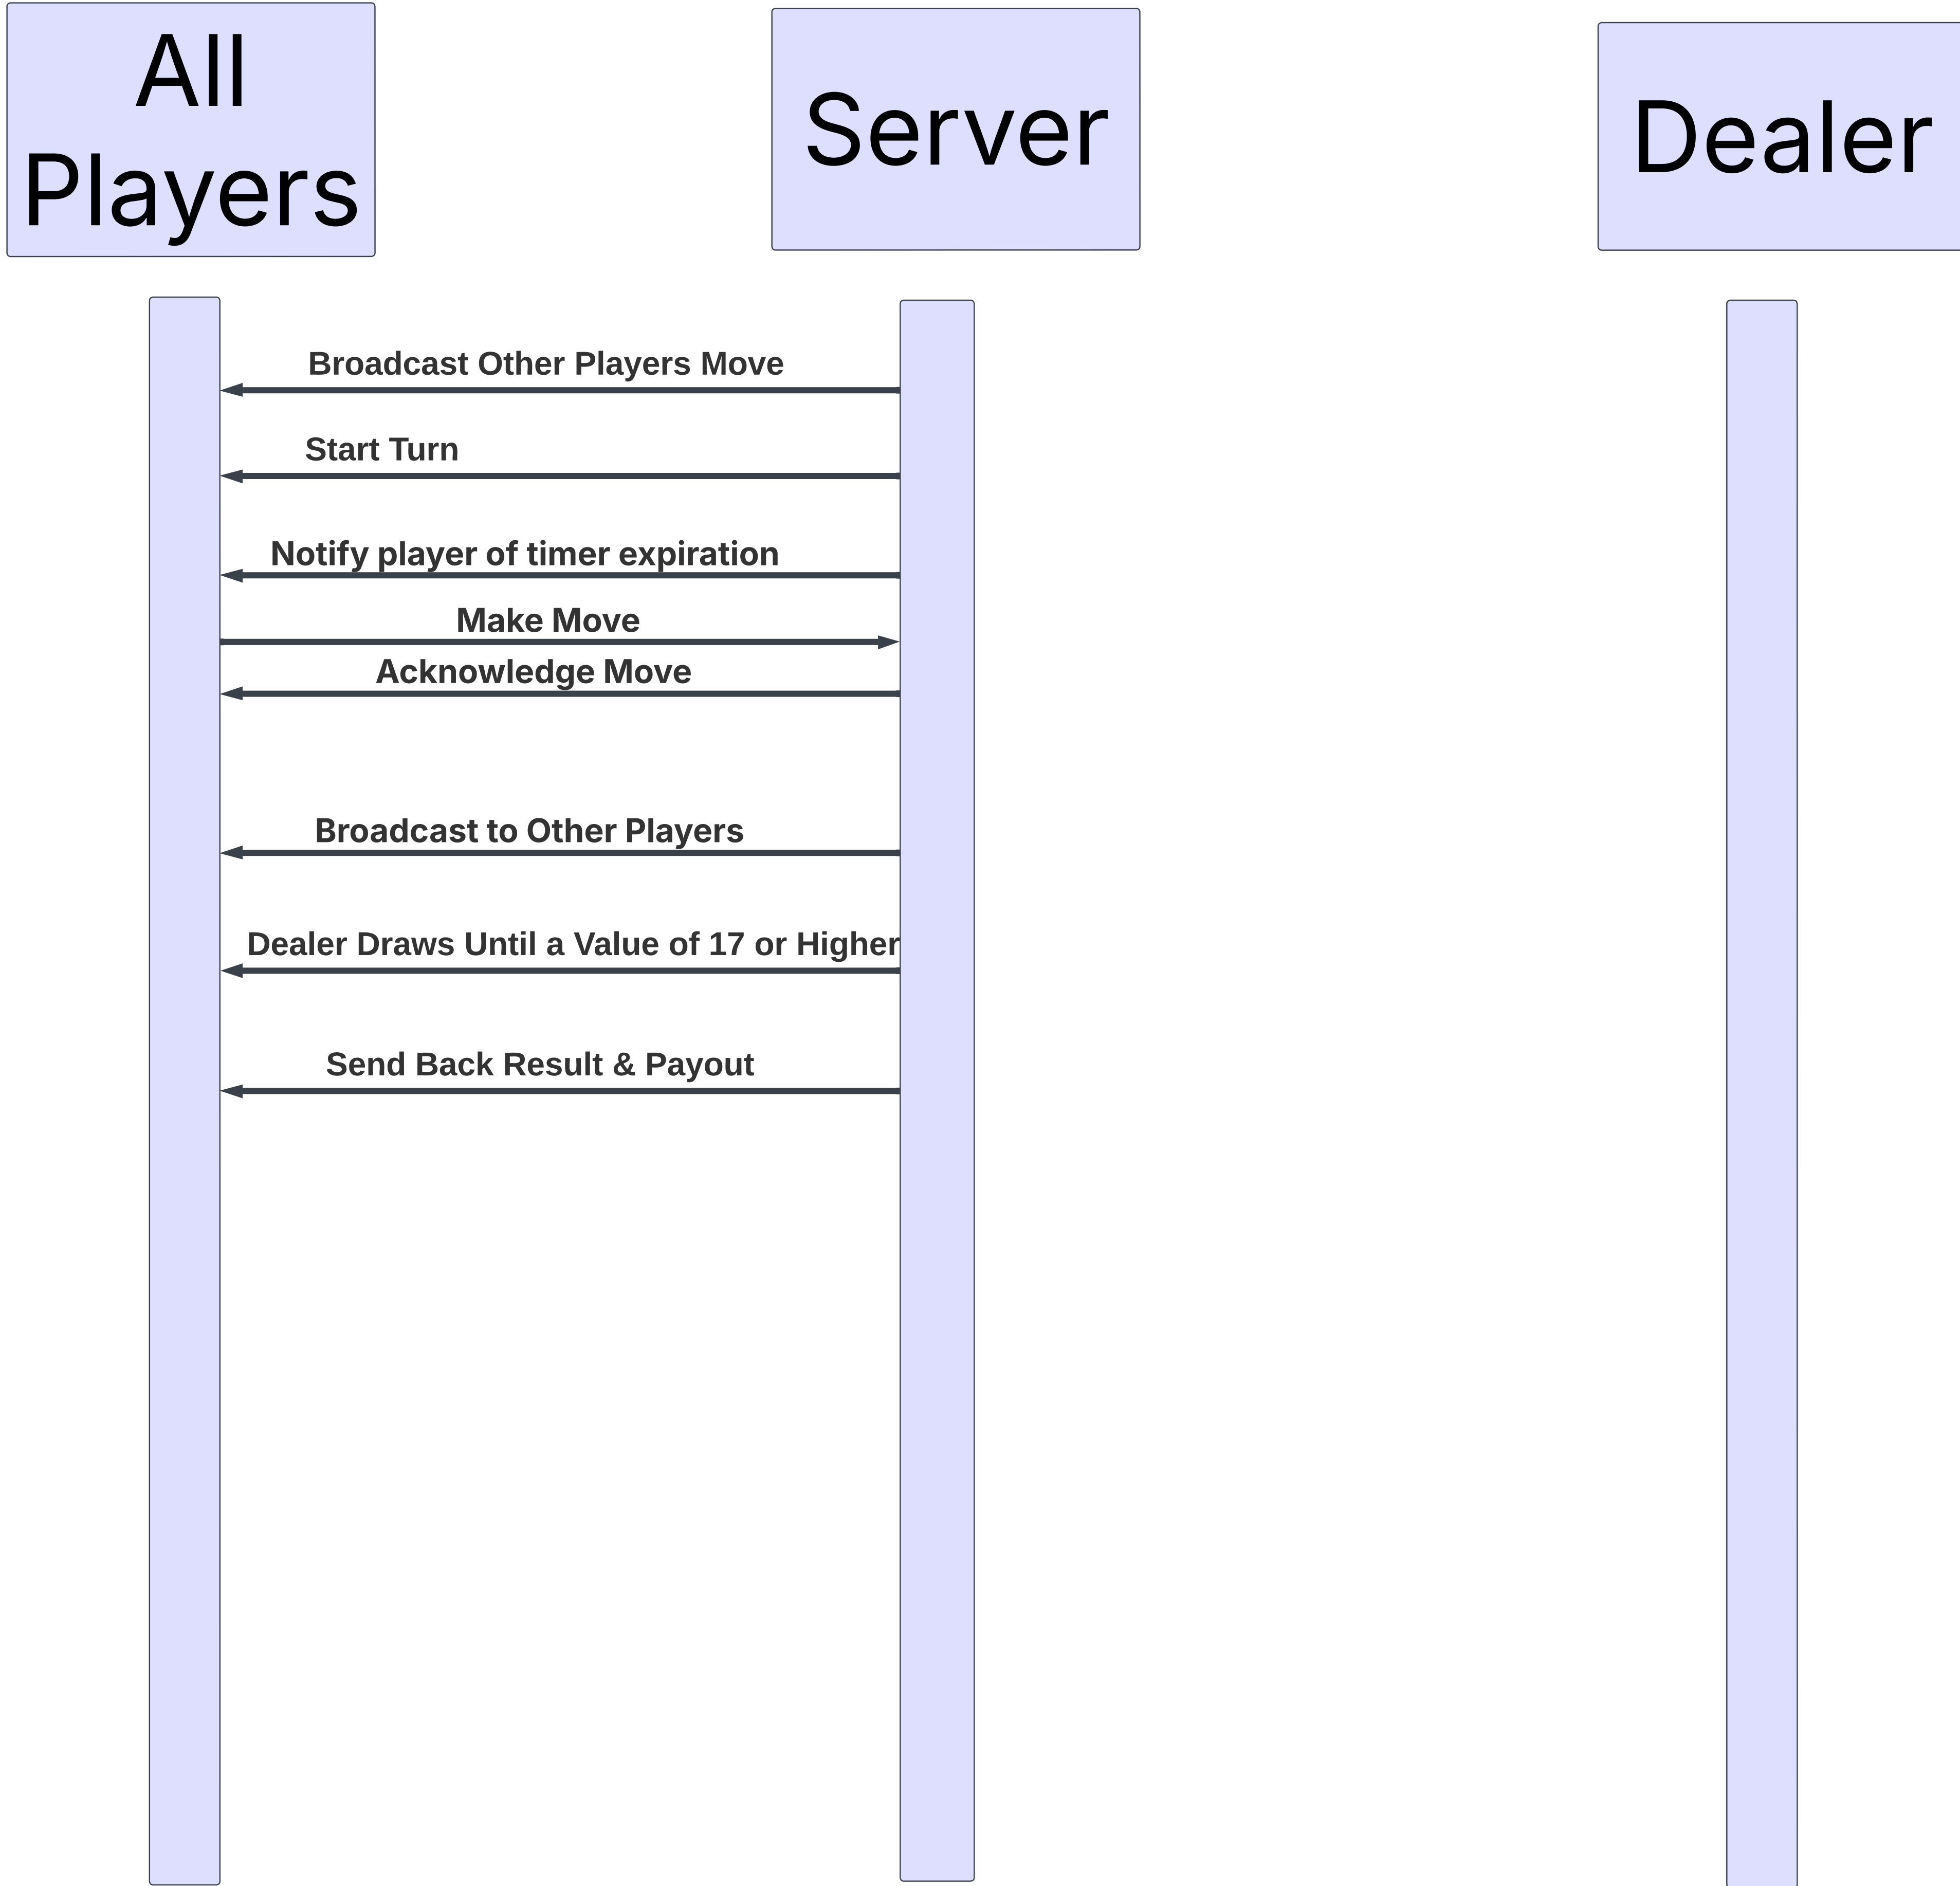 All
Players
Server
Dealer
Broadcast Other Players Move
Start Turn
Notify player of timer expiration
Make Move
Acknowledge Move
Broadcast to Other Players
Dealer Draws Until a Value of 17 or Higher
Send Back Result & Payout